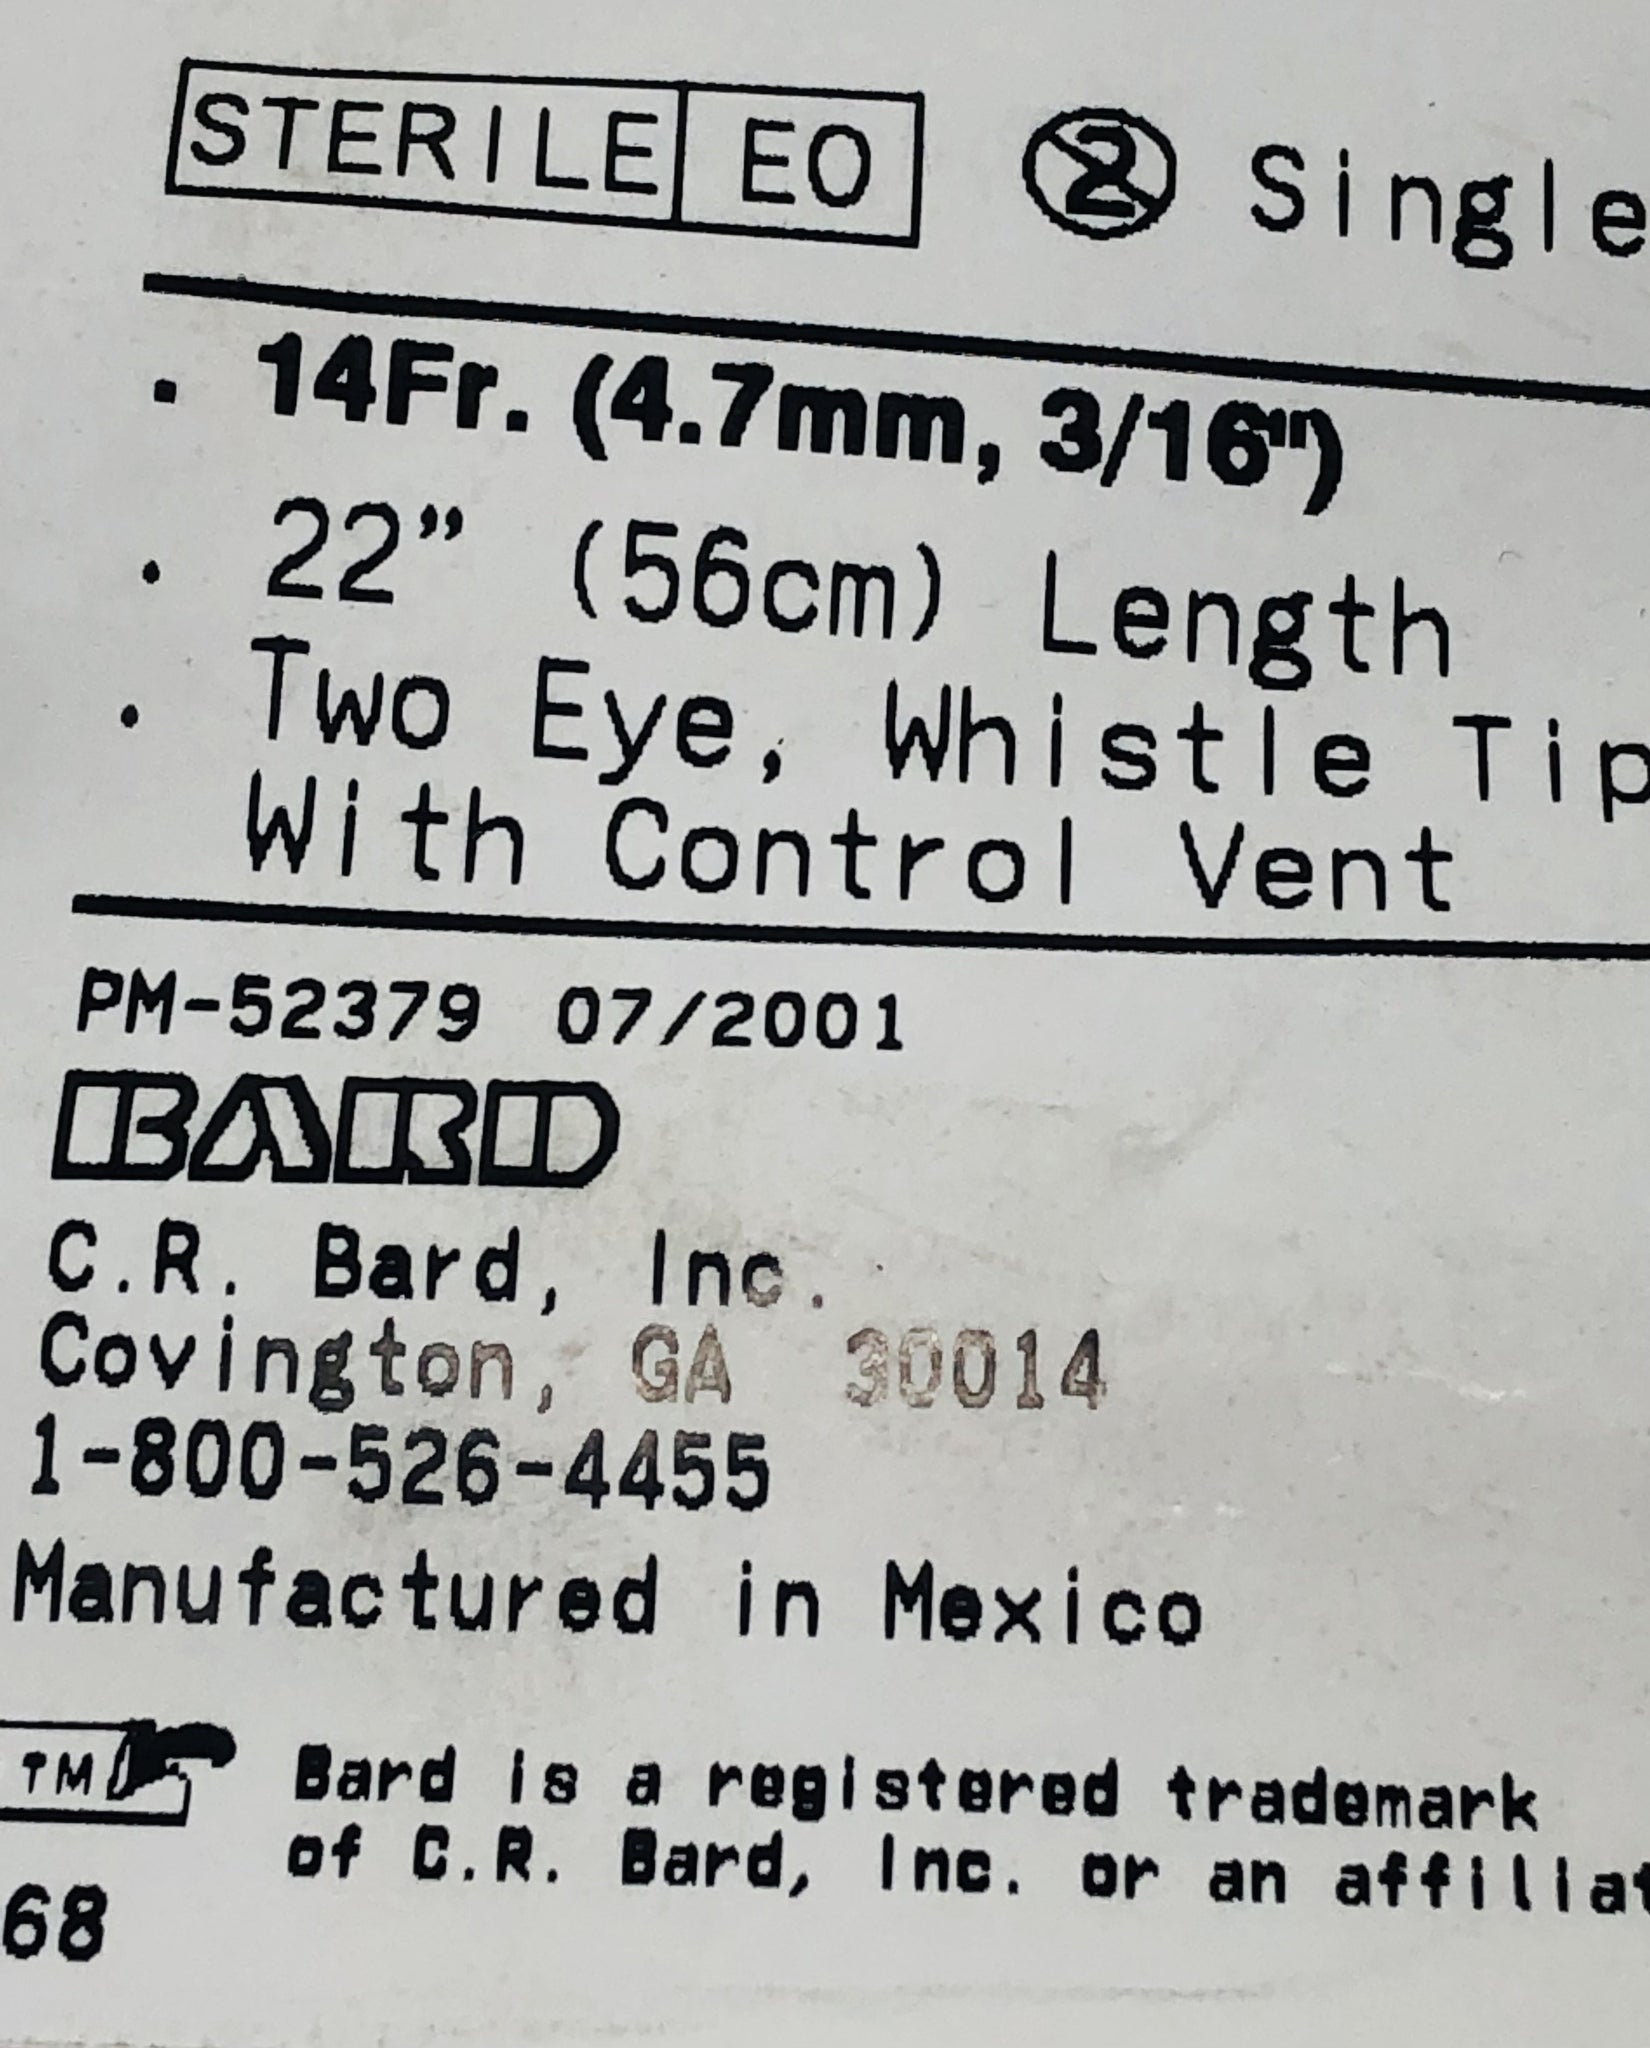 STERILE EO 2 Single
. 14Fr. (4.7mm, 3/16")
. 22” (56cm) Length
. Two Eye, Whistle Tip
With Control Vent
PM-52379 07/2001
BARD
C.R. Bard, Inc.
Covington, GA 30014
1-800-526-4455
Manufactured in Mexico
TM Bard is a registered trademark
of C.R. Bard, Inc. or an affiliat
68